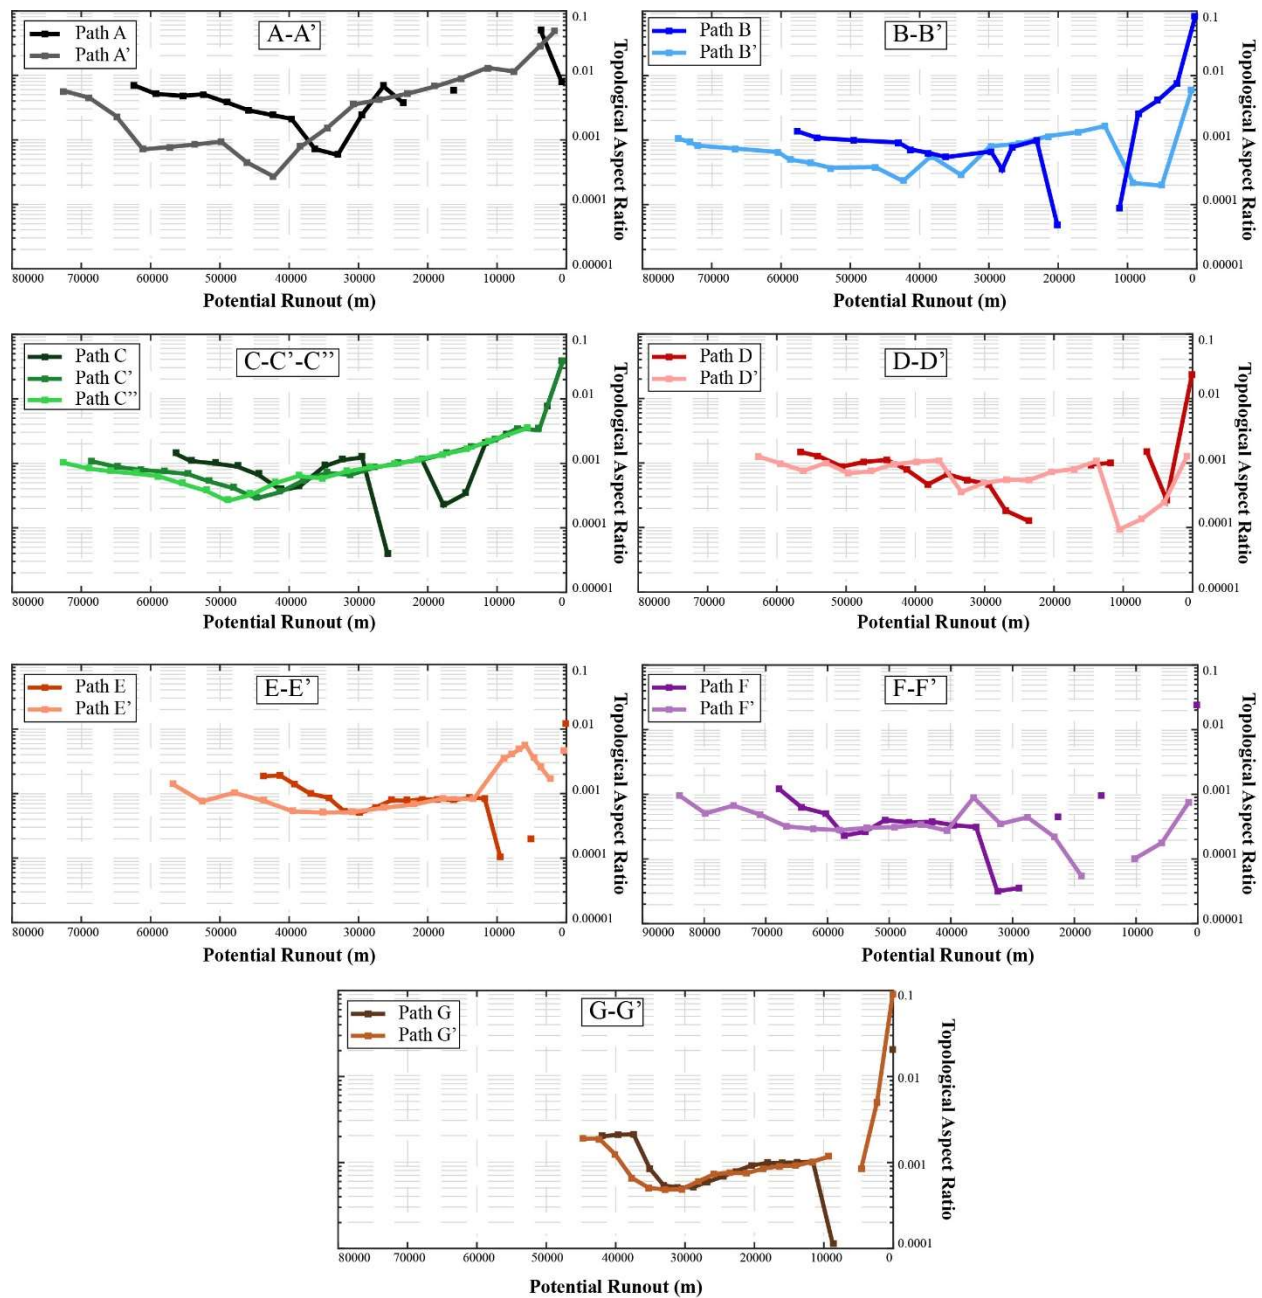 Path A
Path A'
A-A’
0.1
0.01
0.001
0.0001
0.00001
Topological Aspect Ratio
80000 70000 60000 50000 40000 30000 20000 10000 0
Potential Runout (m)
Path B
Path B'
B-B’
0.1
0.01
0.001
0.0001
0.00001
Topological Aspect Ratio
80000 70000 60000 50000 40000 30000 20000 10000 0
Potential Runout (m)
Path C
Path C’
Path C’’
C-C’-C’’
0.1
0.01
0.001
0.0001
0.00001
Topological Aspect Ratio
80000 70000 60000 50000 40000 30000 20000 10000 0
Potential Runout (m)
Path D
Path D’
D-D’
0.1
0.01
0.001
0.0001
0.00001
Topological Aspect Ratio
80000 70000 60000 50000 40000 30000 20000 10000 0
Potential Runout (m)
Path E
Path E’
E-E’
0.1
0.01
0.001
0.0001
0.00001
Topological Aspect Ratio
80000 70000 60000 50000 40000 30000 20000 10000 0
Potential Runout (m)
Path F
Path F’
F-F’
0.1
0.01
0.001
0.0001
0.00001
Topological Aspect Ratio
90000 80000 70000 60000 50000 40000 30000 20000 10000 0
Potential Runout (m)
Path G
Path G’
G-G’
0.1
0.01
0.001
0.0001
Topological Aspect Ratio
80000 70000 60000 50000 40000 30000 20000 10000 0
Potential Runout (m)